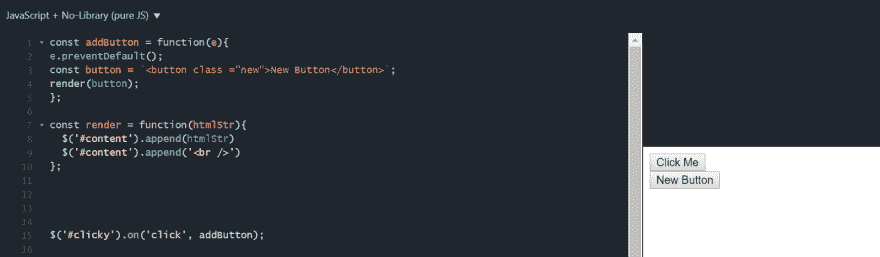 JavaScript + No-Library (pure JS) ▼
1 const addButton = function(e){
2 e.preventDefault();
3 const button = `<button class ="new">New Button</button>`;
4 render(button);
5 };
6
7 const render = function(htmlStr){
8 $('#content').append(htmlStr)
9 $('#content').append('<br />')
10 };
11
12
13
14
15 $('#clicky').on('click', addButton);
16
Click Me
New Button